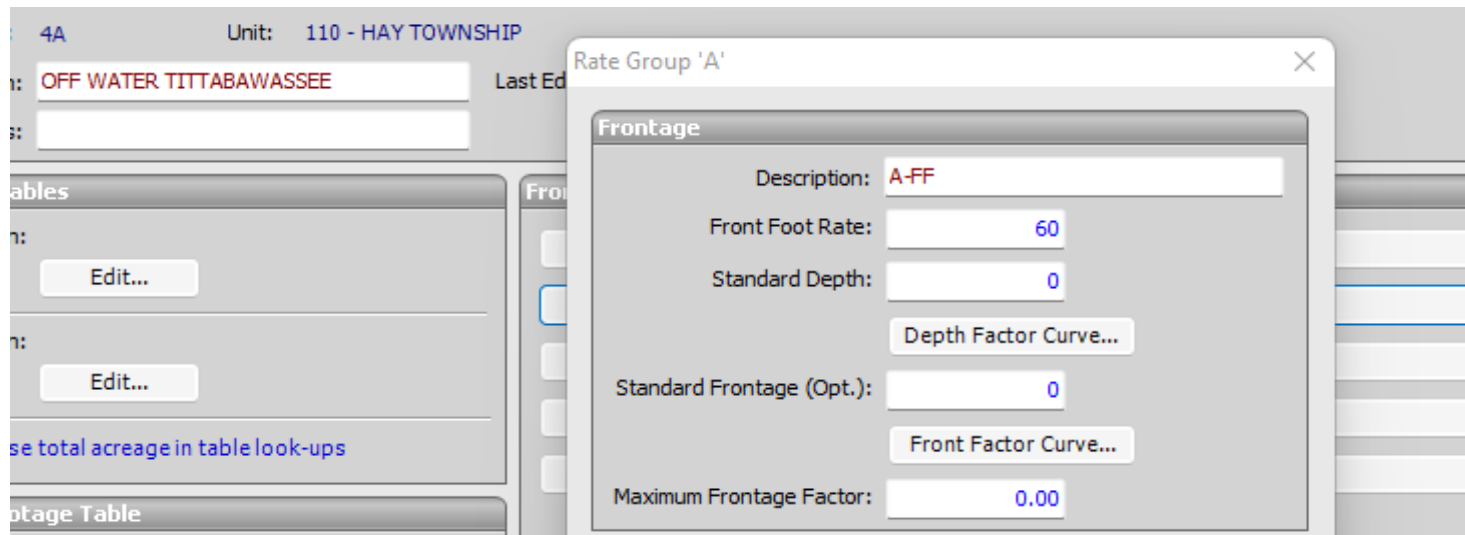 : 4A Unit: 110 - HAY TOWNSHIP
Rate Group 'A'
n: OFF WATER TITTABAWASSEE Last Ed
s:
Frontage
Description: A-FF
ables
Fro
n:
Front Foot Rate: 60
Edit...
Standard Depth: 0
Depth Factor Curve...
n:
Edit...
Standard Frontage (Opt.): 0
se total acreage in table look-ups
Front Factor Curve...
Maximum Frontage Factor: 0.00
otage Table